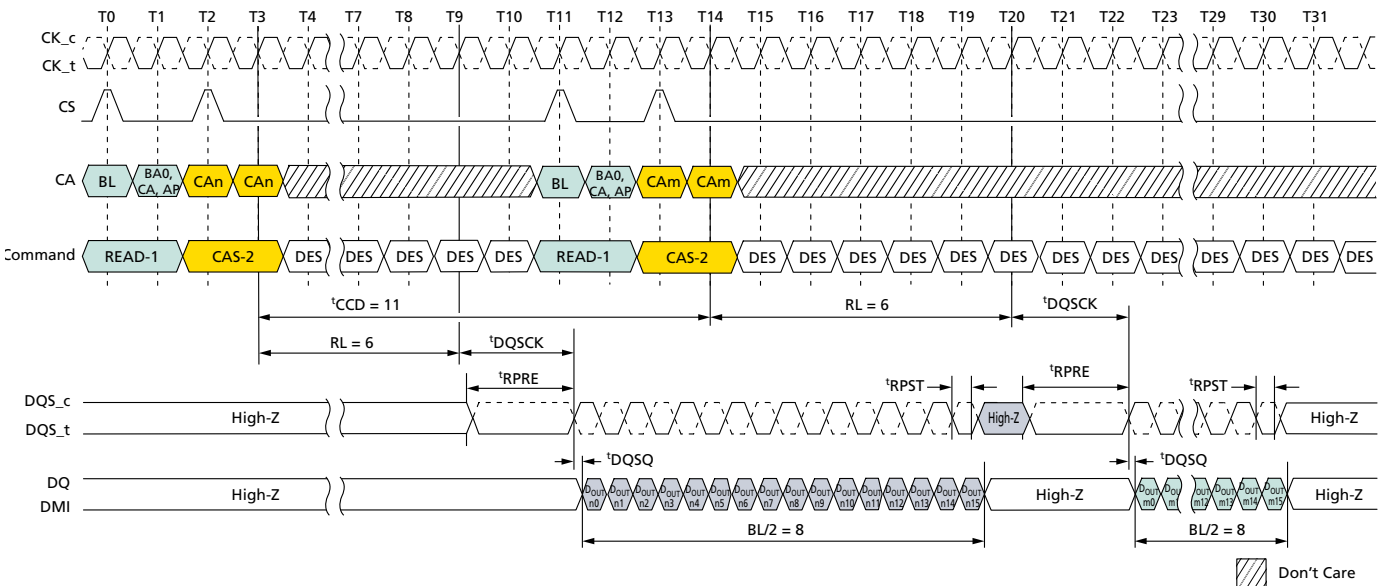 T0 T1 T2 T3 T4 T7 T8 T9 T10 T11 T12 T13 T14 T15 T16 T17 T18 T19 T20 T21 T22 T23 T29 T30 T31
CK_c
CK_t
CS
CA BL BA0, CA, AP CAn CAn BL BA0, CA, AP CAm CAm
Command READ-1 CAS-2 DES DES DES DES DES READ-1 CAS-2 DES DES DES DES DES DES DES DES DES DES DES DES
tCCD = 11 RL = 6 tDQSCK
RL = 6 tDQSCK
tRPRE tRPST tRPRE tRPST
DQS_c
DQS_t
High-Z High-Z High-Z
tDQSQ tDQSQ
DQ
DMI
High-Z DOUT n0 DOUT n1 DOUT n2 DOUT n3 DOUT n4 DOUT n5 DOUT n6 DOUT n7 DOUT n8 DOUT n9 DOUT n10 DOUT n11 DOUT n12 DOUT n13 DOUT n14 DOUT n15 High-Z DOUT m0 DOUT m12 DOUT m13 DOUT m14 DOUT m15 High-Z
BL/2 = 8 BL/2 = 8
Don't Care